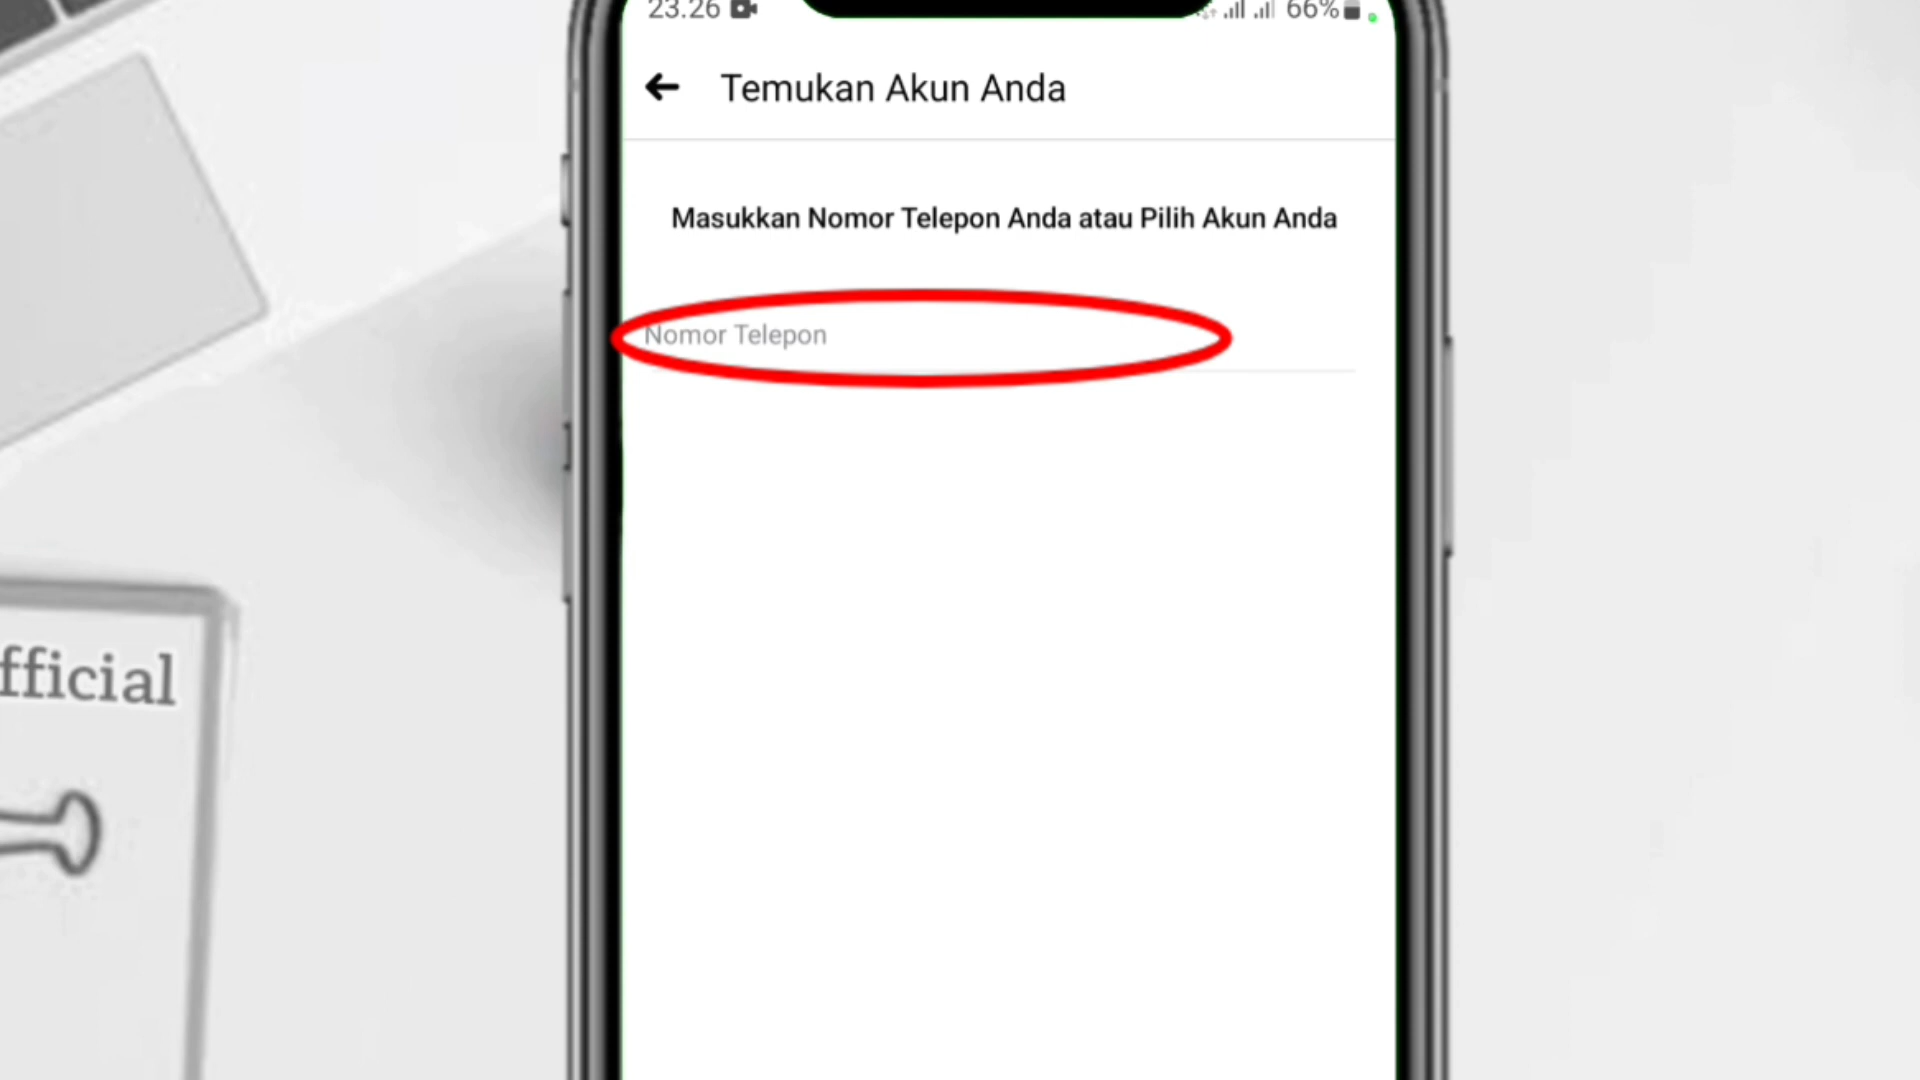 23.26 66%
Temukan Akun Anda
Masukkan Nomor Telepon Anda atau Pilih Akun Anda
Nomor Telepon
fficial